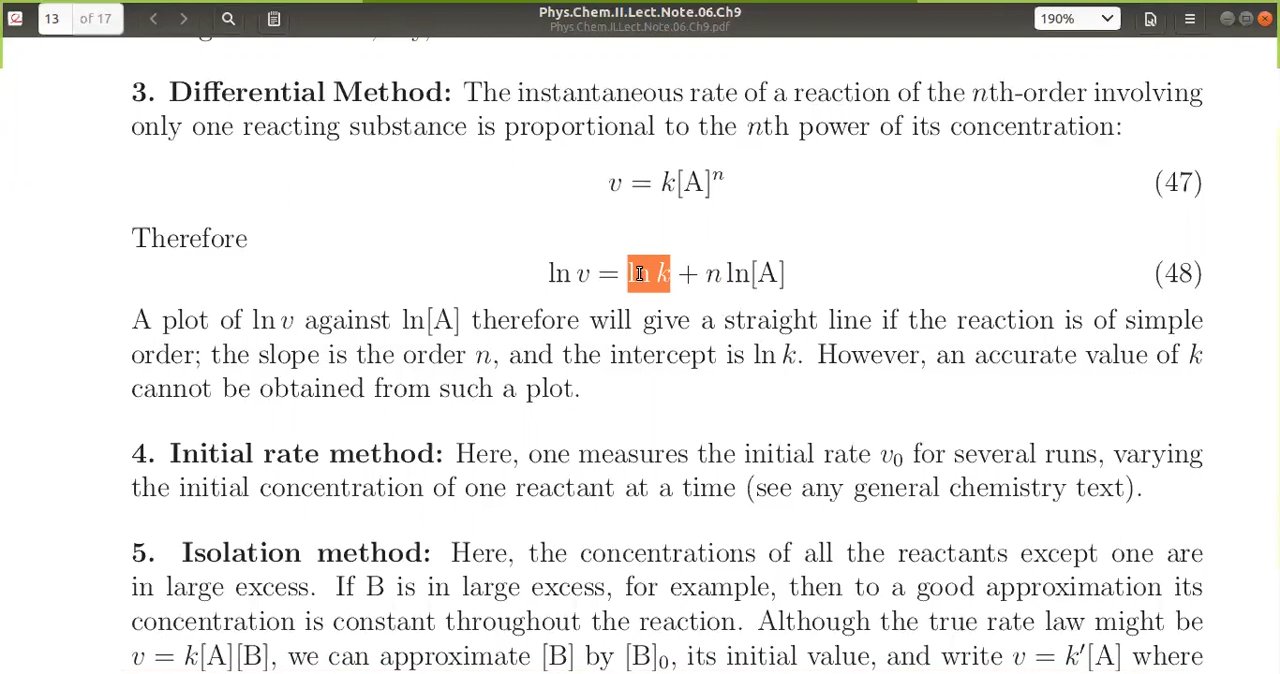 13 of 17
Phys.Chem.II.Lect.Note.06.Ch9
Phys.Chem.II.Lect.Note.06.Ch9.pdf
190%
3. Differential Method: The instantaneous rate of a reaction of the nth-order involving
only one reacting substance is proportional to the nth power of its concentration:
v = k[A]ⁿ (47)
Therefore
ln v = ln k + n ln[A] (48)
A plot of ln v against ln[A] therefore will give a straight line if the reaction is of simple
order; the slope is the order n, and the intercept is ln k. However, an accurate value of k
cannot be obtained from such a plot.
4. Initial rate method: Here, one measures the initial rate v₀ for several runs, varying
the initial concentration of one reactant at a time (see any general chemistry text).
5. Isolation method: Here, the concentrations of all the reactants except one are
in large excess. If B is in large excess, for example, then to a good approximation its
concentration is constant throughout the reaction. Although the true rate law might be
v = k[A][B], we can approximate [B] by [B]₀, its initial value, and write v = k′[A] where